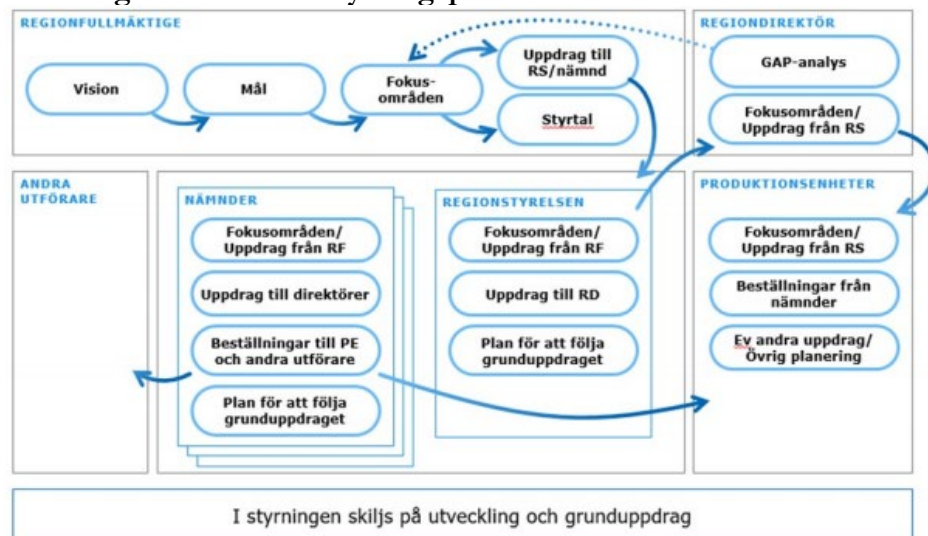 REGIONFULLMÄKTIGE
Vision
Mål
Fokus-
områden
Uppdrag till
RS/nämnd
Styrtal
REGIONDIREKTÖR
GAP-analys
Fokusområden/
Uppdrag från RS
ANDRA
UTFÖRARE
NÄMNDER
Fokusområden/
Uppdrag från RF
Uppdrag till direktörer
Beställningar till PE
och andra utförare
Plan för att följa
grunduppdraget
REGIONSTYRELSEN
Fokusområden/
Uppdrag från RF
Uppdrag till RD
Plan för att följa
grunduppdraget
PRODUKTIONSENHETER
Fokusområden/
Uppdrag från RS
Beställningar från
nämnder
Ev andra uppdrag/
Övrig planering
I styrningen skiljs på utveckling och grunduppdrag